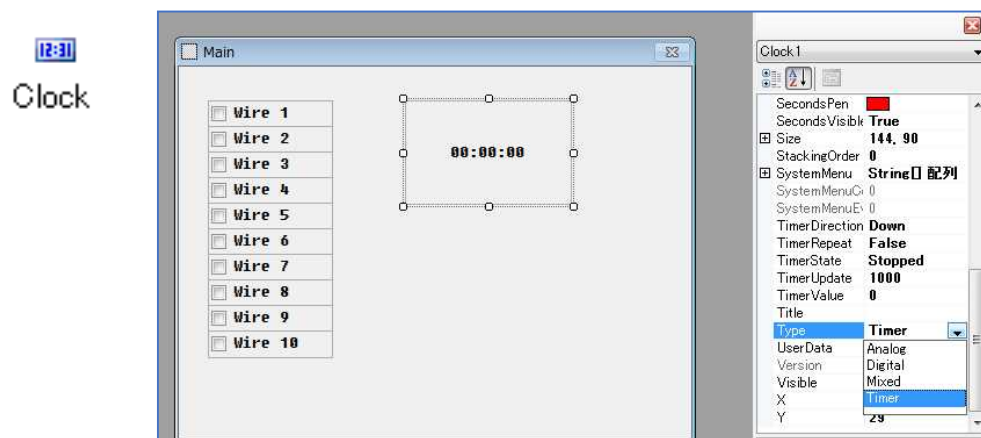 12:31
Clock
Main
Wire 1
Wire 2
Wire 3
Wire 4
Wire 5
Wire 6
Wire 7
Wire 8
Wire 9
Wire 10
00:00:00
Clock1
SecondsPen
SecondsVisible True
Size 144, 90
StackingOrder 0
SystemMenu String[] 配列
SystemMenuC 0
SystemMenuE 0
TimerDirection Down
TimerRepeat False
TimerState Stopped
TimerUpdate 1000
TimerValue 0
Title
Type Timer
UserData Analog
Version Digital
Visible Mixed
X Timer
Y 29